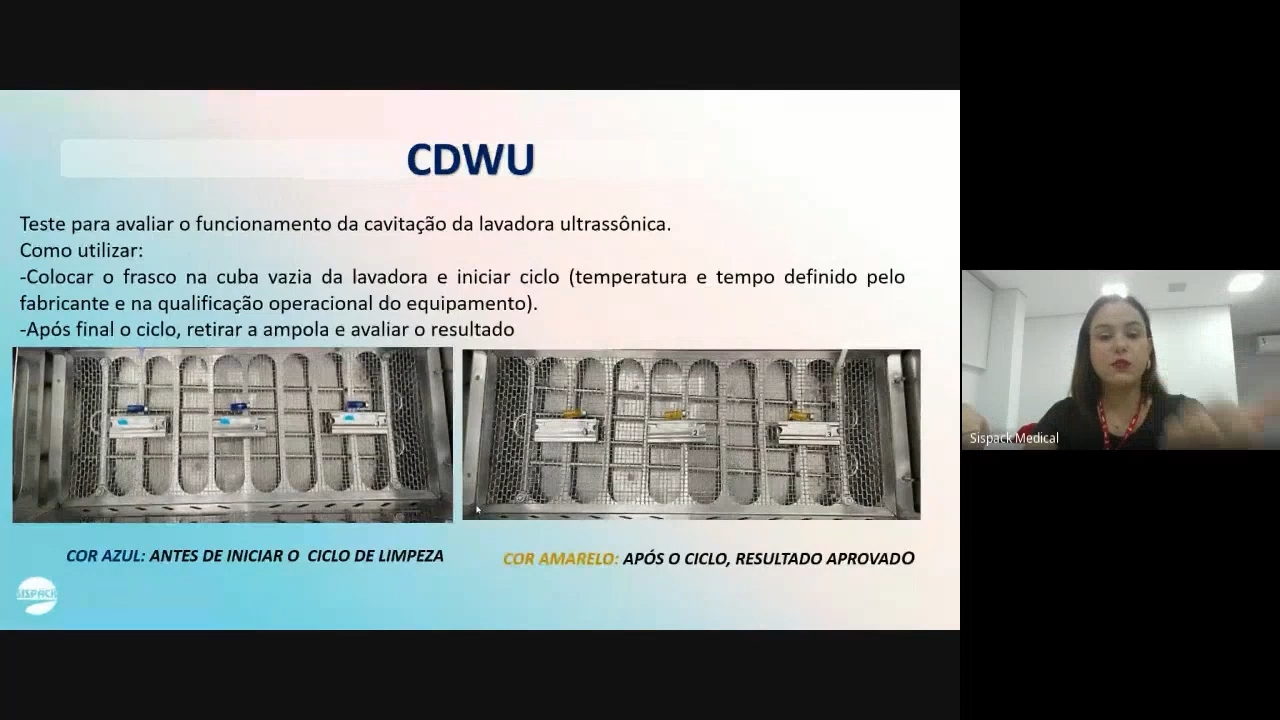 CDWU
Teste para avaliar o funcionamento da cavitação da lavadora ultrassônica.
Como utilizar:
-Colocar o frasco na cuba vazia da lavadora e iniciar ciclo (temperatura e tempo definido pelo
fabricante e na qualificação operacional do equipamento).
-Após final o ciclo, retirar a ampola e avaliar o resultado
COR AZUL: ANTES DE INICIAR O CICLO DE LIMPEZA
COR AMARELO: APÓS O CICLO, RESULTADO APROVADO
SISPACK
Sispack Medical